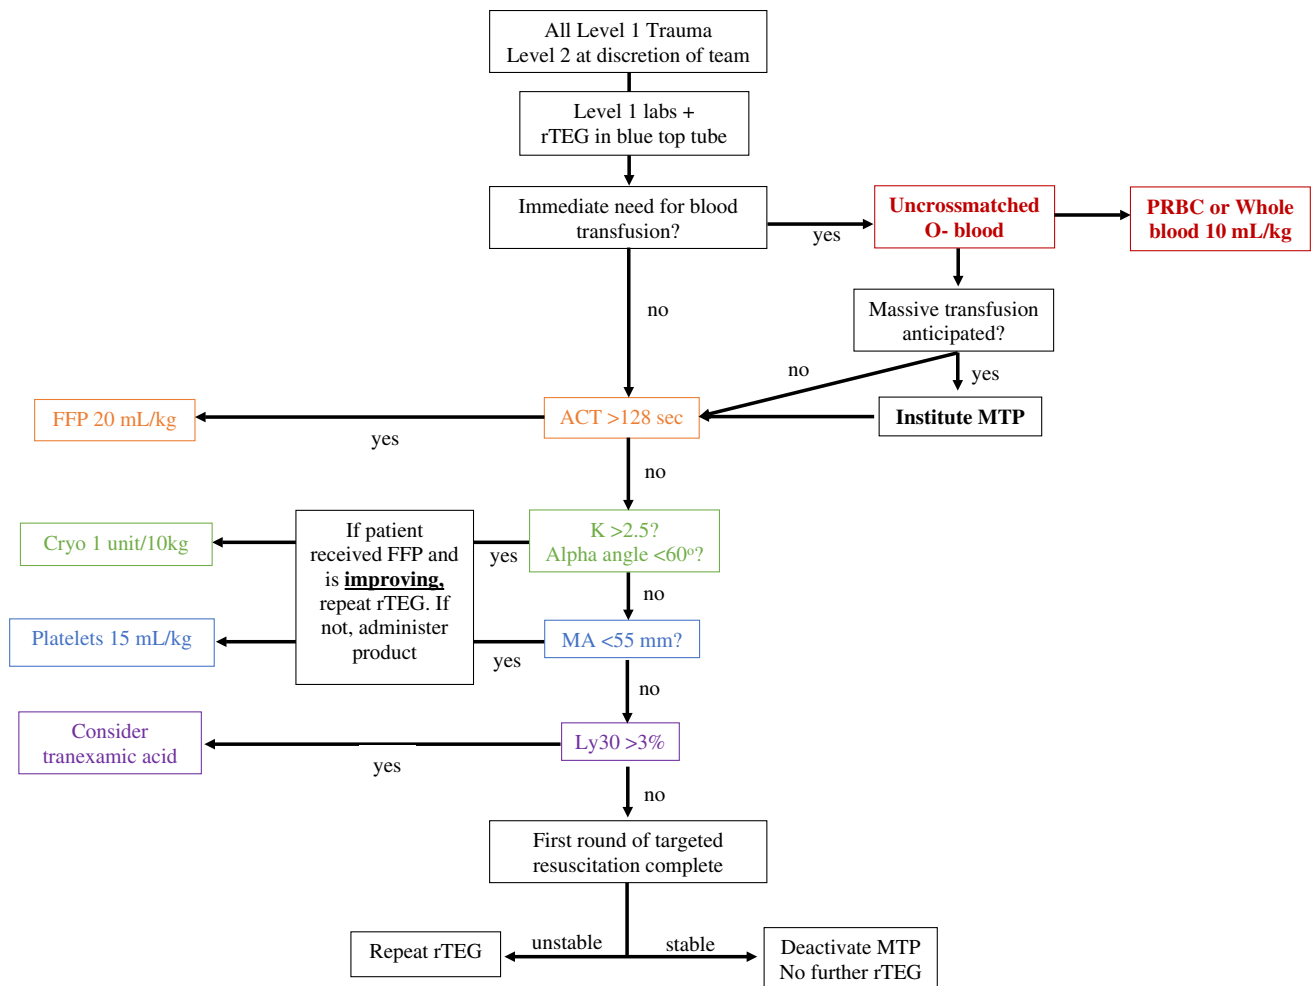 All Level 1 Trauma
Level 2 at discretion of team
Level 1 labs +
rTEG in blue top tube
Immediate need for blood
transfusion?
yes
Uncrossmatched
O- blood
PRBC or Whole
blood 10 mL/kg
no
Massive transfusion
anticipated?
no
yes
Institute MTP
ACT >128 sec
yes
FFP 20 mL/kg
no
K >2.5?
Alpha angle <60º?
yes
If patient
received FFP and
is improving,
repeat rTEG. If
not, administer
product
Cryo 1 unit/10kg
no
MA <55 mm?
yes
Platelets 15 mL/kg
no
Ly30 >3%
yes
Consider
tranexamic acid
no
First round of targeted
resuscitation complete
unstable
stable
Repeat rTEG
Deactivate MTP
No further rTEG